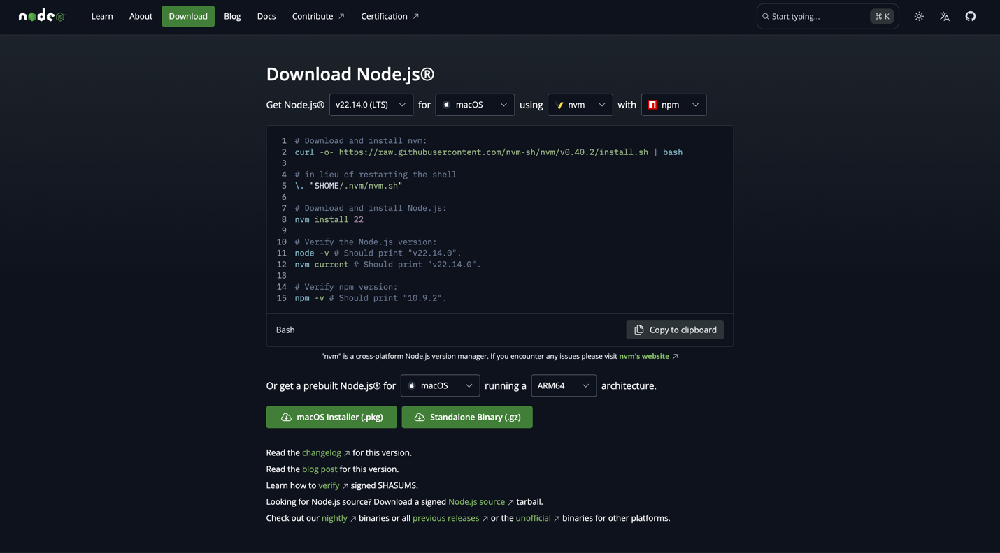 node JS
Learn About Download Blog Docs Contribute ↗ Certification ↗ Start typing... ⌘ K
Download Node.js®
Get Node.js® v22.14.0 (LTS) for macOS using nvm with npm
1 # Download and install nvm:
2 curl -o- https://raw.githubusercontent.com/nvm-sh/nvm/v0.40.2/install.sh | bash
3
4 # in lieu of restarting the shell
5 \. "$HOME/.nvm/nvm.sh"
6
7 # Download and install Node.js:
8 nvm install 22
9
10 # Verify the Node.js version:
11 node -v # Should print "v22.14.0".
12 nvm current # Should print "v22.14.0".
13
14 # Verify npm version:
15 npm -v # Should print "10.9.2".
Bash Copy to clipboard
"nvm" is a cross-platform Node.js version manager. If you encounter any issues please visit nvm's website ↗
Or get a prebuilt Node.js® for macOS running a ARM64 architecture.
macOS Installer (.pkg) Standalone Binary (.gz)
Read the changelog ↗ for this version.
Read the blog post for this version.
Learn how to verify ↗ signed SHASUMS.
Looking for Node.js source? Download a signed Node.js source ↗ tarball.
Check out our nightly ↗ binaries or all previous releases ↗ or the unofficial ↗ binaries for other platforms.